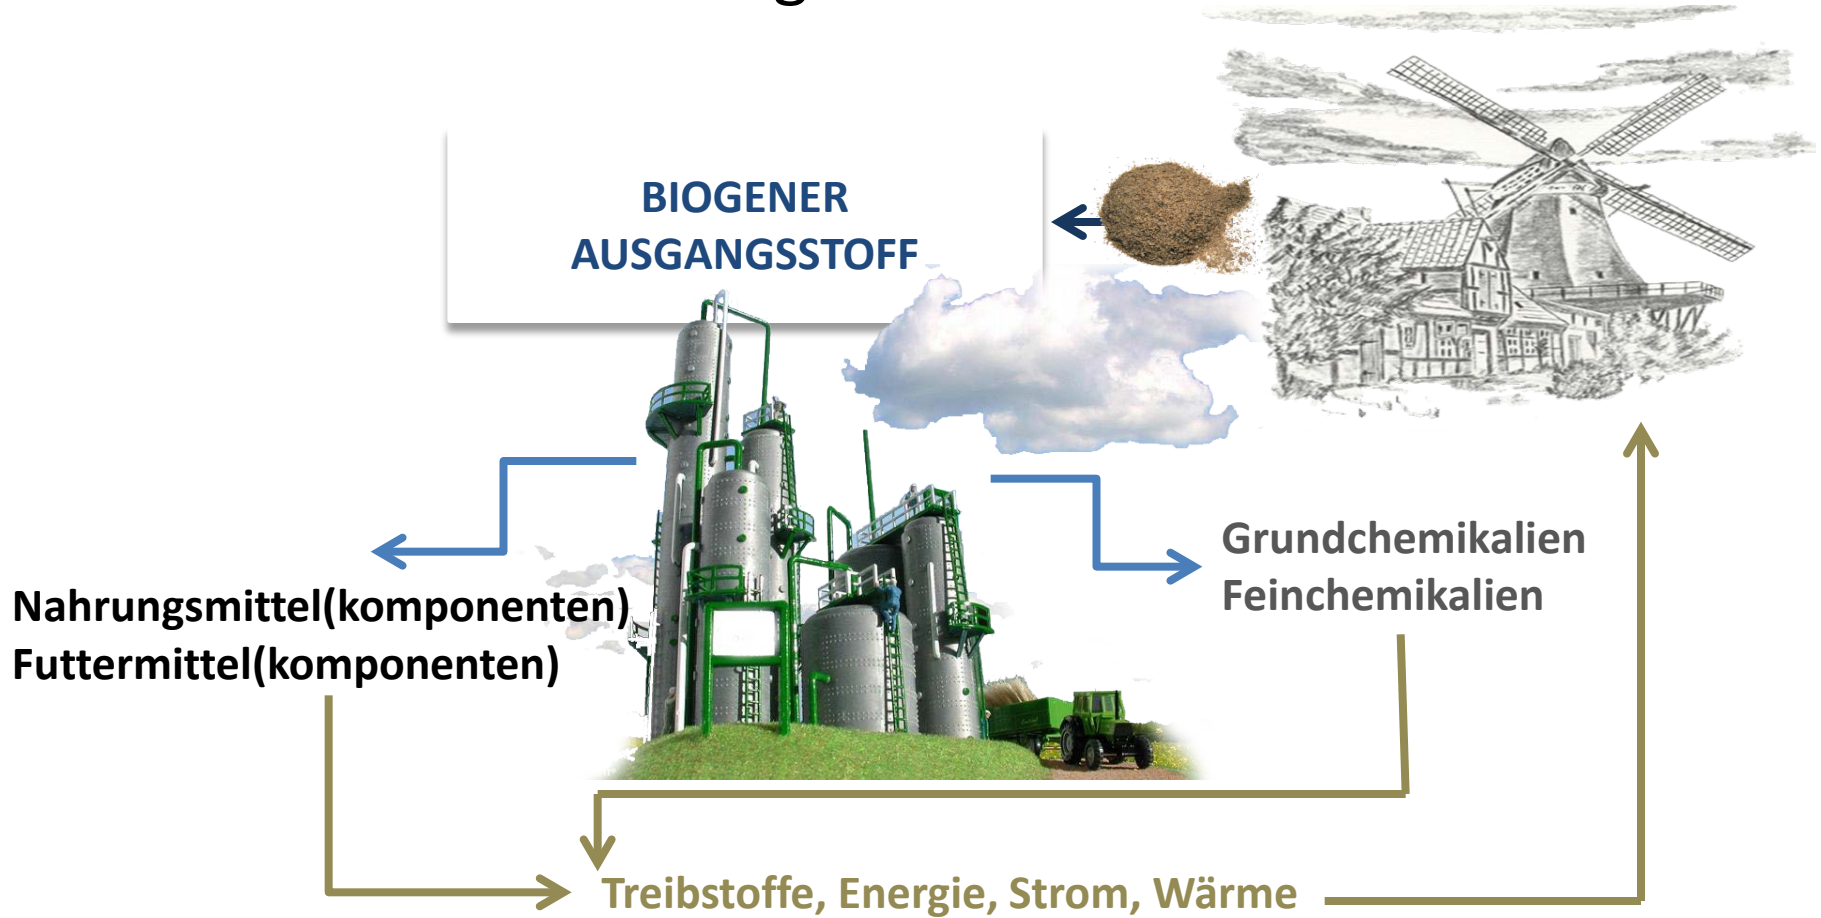 BIOGENER
AUSGANGSSTOFF
Grundchemikalien
Feinchemikalien
Nahrungsmittel(komponenten)
Futtermittel(komponenten)
Treibstoffe, Energie, Strom, Wärme